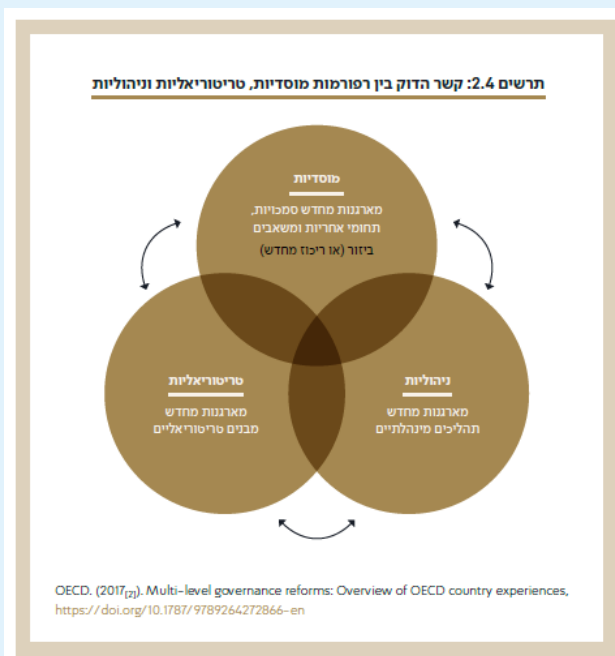 תרשים 2.4: קשר הדוק בין רפורמות מוסדיות, טריטוריאליות וניהוליות
מוסדיות
מארגנות מחדש סמכויות,
תחומי אחריות ומשאבים
ביזור (או ריכוז מחדש)
ניהוליות
מארגנות מחדש
תהליכים מינהלתיים
טריטוריאליות
מארגנות מחדש
מבנים טריטוריאליים
OECD. (2017[2]). Multi-level governance reforms: Overview of OECD country experiences,
https://doi.org/10.1787/9789264272866-en